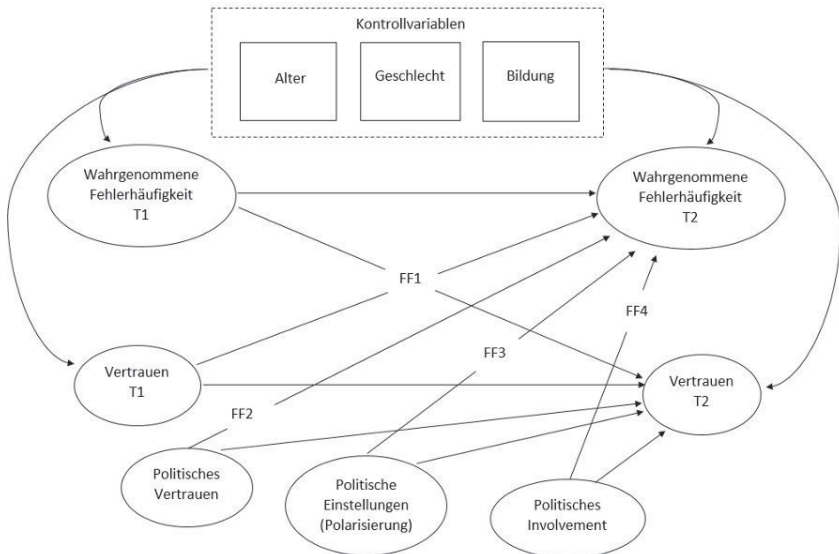 Kontrollvariablen
Alter
Geschlecht
Bildung
Wahrgenommene
Fehlerhäufigkeit
T1
Wahrgenommene
Fehlerhäufigkeit
T2
FF1
FF4
FF3
Vertrauen
T1
Vertrauen
T2
FF2
Politisches
Vertrauen
Politische
Einstellungen
(Polarisierung)
Politisches
Involvement